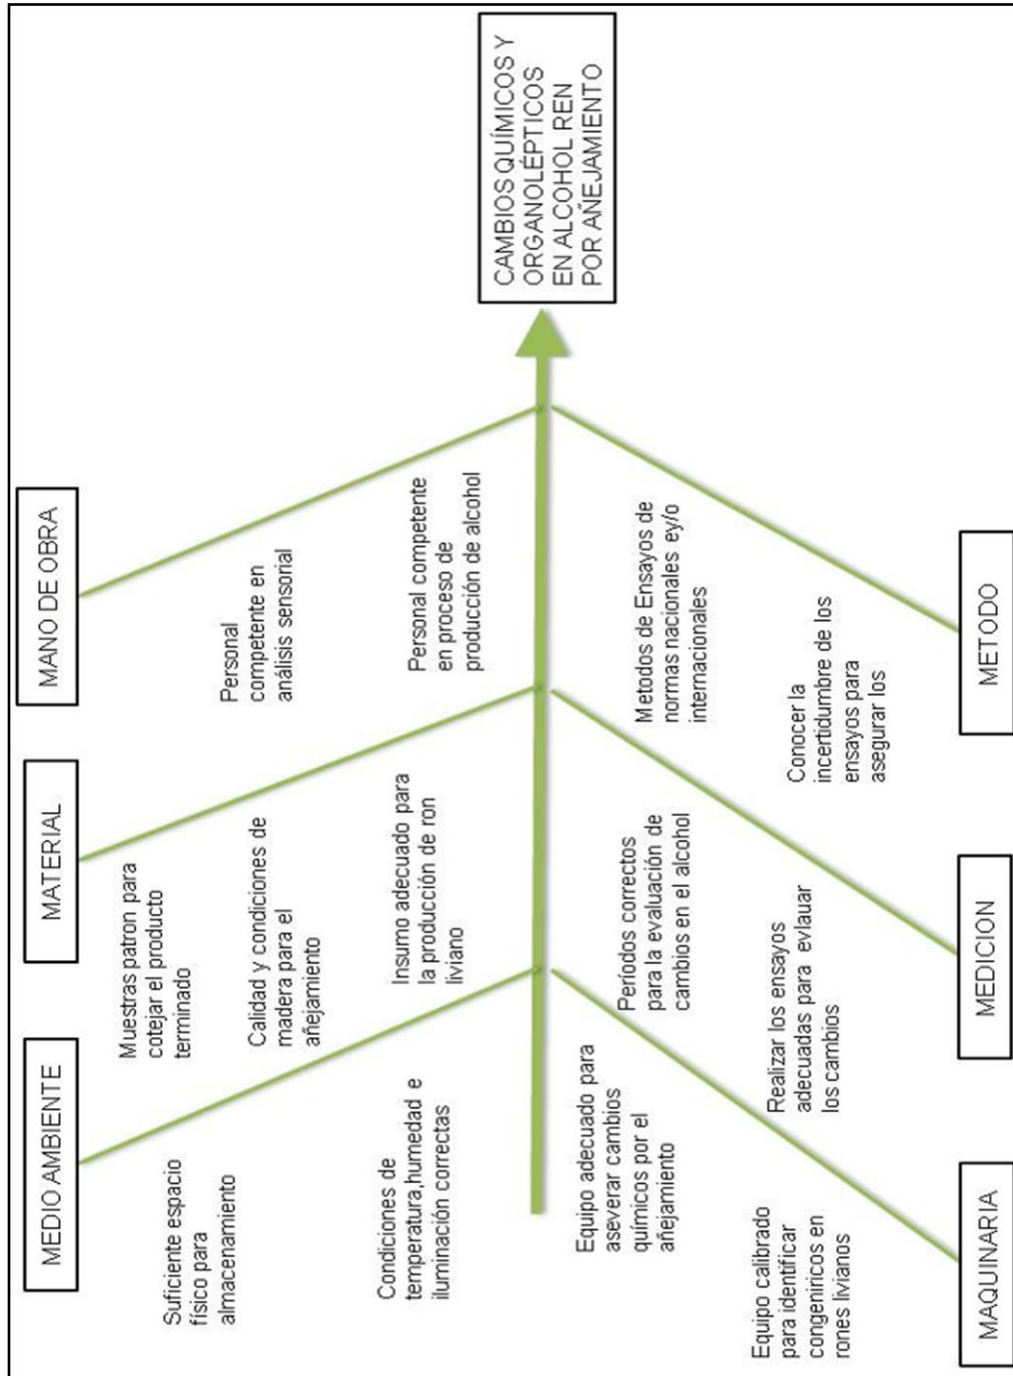 MEDIO AMBIENTE
Suficiente espacio
físico para
almacenamiento
Condiciones de
temperatura,humedad e
iluminación correctas
MATERIAL
Muestras patron para
cotejar el producto
terminado
Calidad y condiciones de
madera para el
añejamiento
Insumo adecuado para
la producción de ron
liviano
MANO DE OBRA
Personal
competente en
análisis sensorial
Personal competente
en proceso de
producción de alcohol
CAMBIOS QUÍMICOS Y
ORGANOLÉPTICOS
EN ALCOHOL REN
POR AÑEJAMIENTO
Equipo adecuado para
aseverar cambios
químicos por el
añejamiento
Equipo calibrado
para identificar
congeniricos en
rones livianos
MAQUINARIA
Períodos correctos
para la evaluación de
cambios en el alcohol
Realizar los ensayos
adecuadas para evlauar
los cambios
MEDICION
Metodos de Ensayos de
normas nacionales ey/o
internacionales
Conocer la
incertidumbre de los
ensayos para
asegurar los
METODO